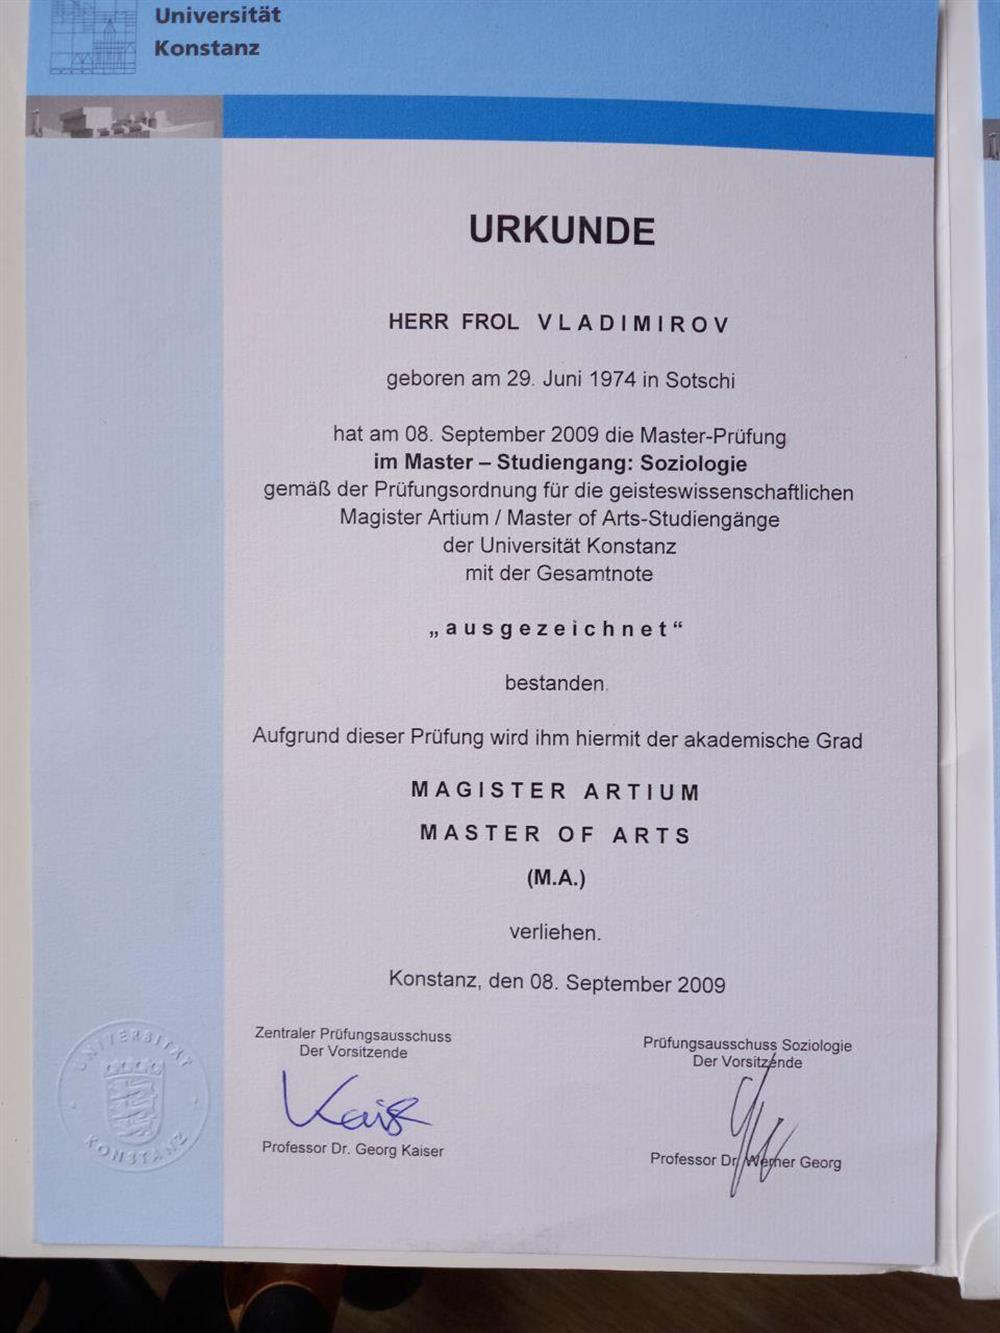 Universität
Konstanz
URKUNDE
HERR FROL VLADIMIROV
geboren am 29. Juni 1974 in Sotschi
hat am 08. September 2009 die Master-Prüfung
im Master – Studiengang: Soziologie
gemäß der Prüfungsordnung für die geisteswissenschaftlichen
Magister Artium / Master of Arts-Studiengänge
der Universität Konstanz
mit der Gesamtnote
„ausgezeichnet“
bestanden.
Aufgrund dieser Prüfung wird ihm hiermit der akademische Grad
MAGISTER ARTIUM
MASTER OF ARTS
(M.A.)
verliehen.
Konstanz, den 08. September 2009
Zentraler Prüfungsausschuss
Der Vorsitzende
Kaiser
Professor Dr. Georg Kaiser
Prüfungsausschuss Soziologie
Der Vorsitzende
Professor Dr. Werner Georg
UNIVERSITÄT
KONSTANZ